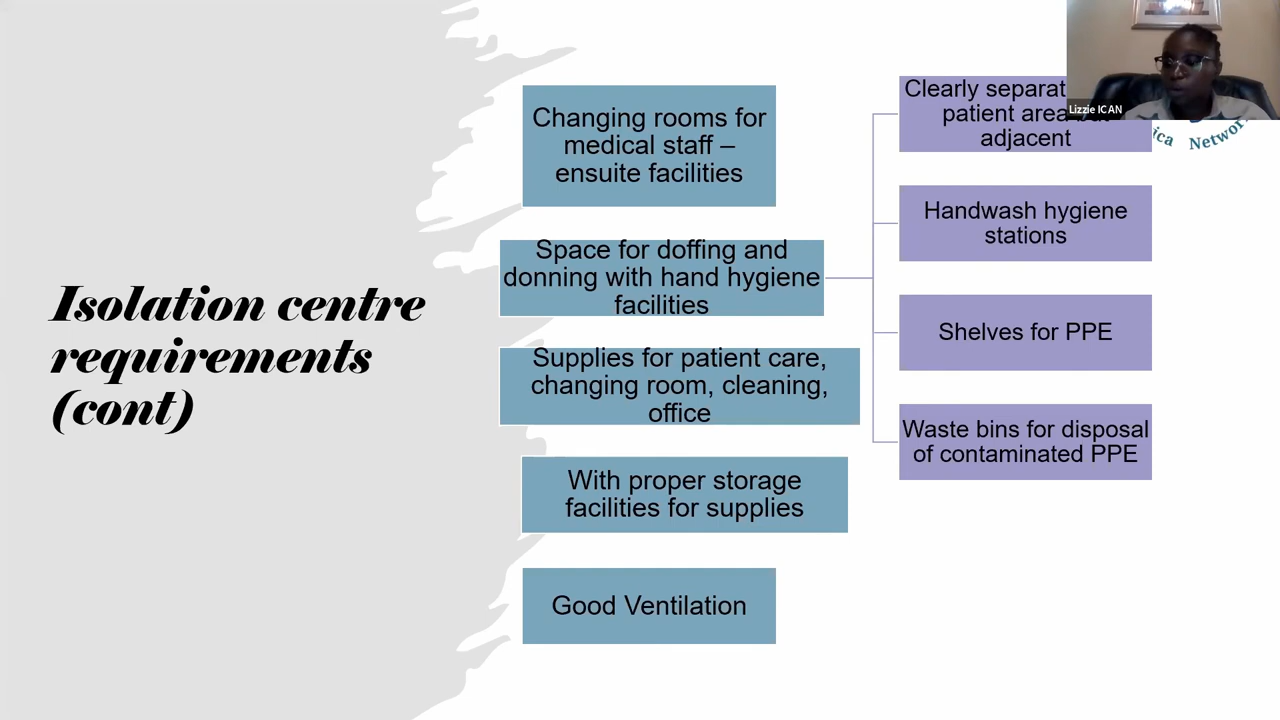 Isolation centre
requirements
(cont)
Changing rooms for
medical staff –
ensuite facilities
Space for doffing and
donning with hand hygiene
facilities
Supplies for patient care,
changing room, cleaning,
office
With proper storage
facilities for supplies
Good Ventilation
Clearly
patient area but
adjacent
Handwash hygiene
stations
Shelves for PPE
Waste bins for disposal
of contaminated PPE
Lizzie ICAN
Network